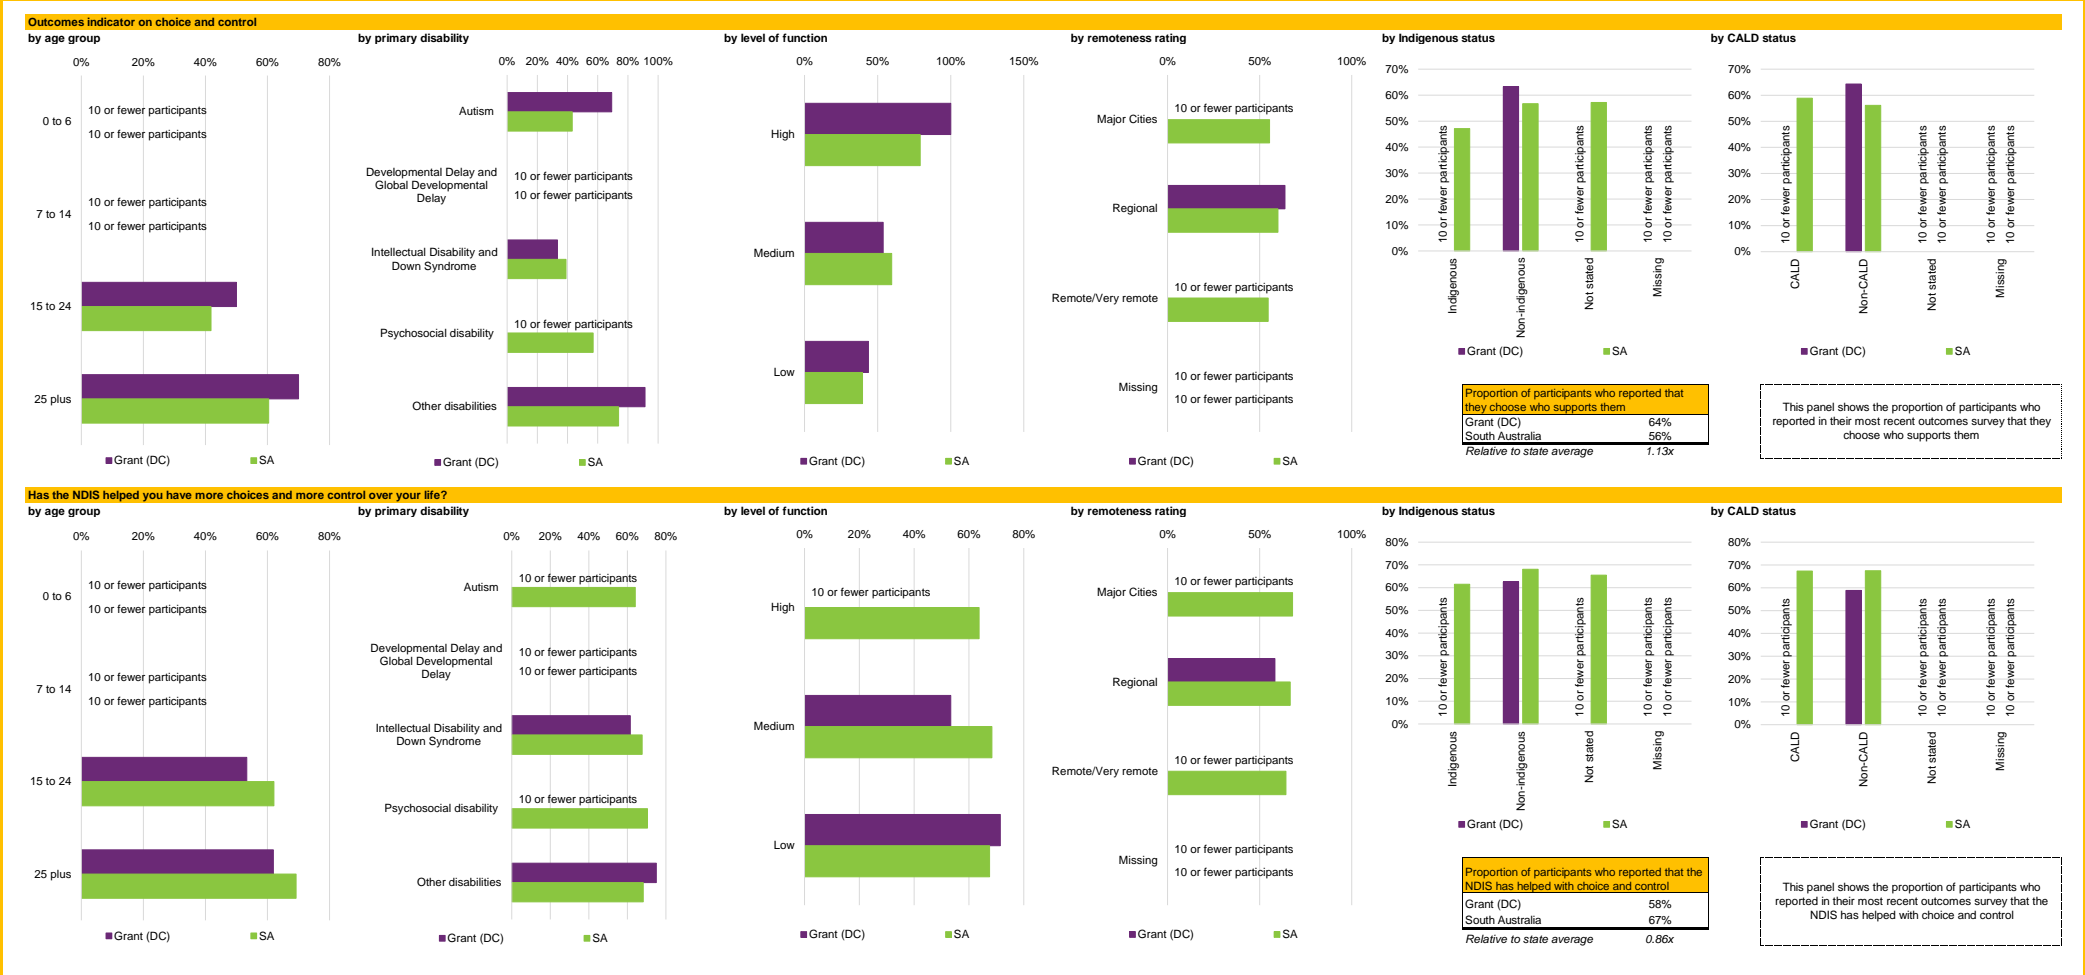 Outcomes indicator on choice and control
by age group
0%
20%
40%
60%
80%
0 to 6
10 or fewer participants
10 or fewer participants
7 to 14
10 or fewer participants
10 or fewer participants
15 to 24
25 plus
Grant (DC)
SA
by primary disability
0%
20%
40%
60%
80%
100%
Autism
Developmental Delay and
Global Developmental
Delay
10 or fewer participants
10 or fewer participants
Intellectual Disability and
Down Syndrome
Psychosocial disability
10 or fewer participants
Other disabilities
Grant (DC)
SA
by level of function
0%
50%
100%
150%
High
Medium
Low
Grant (DC)
SA
by remoteness rating
0%
50%
100%
Major Cities
10 or fewer participants
Regional
Remote/Very remote
10 or fewer participants
Missing
10 or fewer participants
10 or fewer participants
Grant (DC)
SA
by Indigenous status
70%
60%
50%
40%
30%
20%
10%
0%
10 or fewer participants
10 or fewer participants
10 or fewer participants
10 or fewer participants
Indigenous
Non-indigenous
Not stated
Missing
Grant (DC)
SA
by CALD status
70%
60%
50%
40%
30%
20%
10%
0%
10 or fewer participants
10 or fewer participants
10 or fewer participants
10 or fewer participants
10 or fewer participants
CALD
Non-CALD
Not stated
Missing
Grant (DC)
SA
Proportion of participants who reported that
they choose who supports them
Grant (DC) 64%
South Australia 56%
Relative to state average 1.13x
This panel shows the proportion of participants who
reported in their most recent outcomes survey that they
choose who supports them
Has the NDIS helped you have more choices and more control over your life?
by age group
0%
20%
40%
60%
80%
0 to 6
10 or fewer participants
10 or fewer participants
7 to 14
10 or fewer participants
10 or fewer participants
15 to 24
25 plus
Grant (DC)
SA
by primary disability
0%
20%
40%
60%
80%
Autism
10 or fewer participants
Developmental Delay and
Global Developmental
Delay
10 or fewer participants
10 or fewer participants
Intellectual Disability and
Down Syndrome
Psychosocial disability
10 or fewer participants
Other disabilities
Grant (DC)
SA
by level of function
0%
20%
40%
60%
80%
High
10 or fewer participants
Medium
Low
Grant (DC)
SA
by remoteness rating
0%
50%
100%
Major Cities
10 or fewer participants
Regional
Remote/Very remote
10 or fewer participants
Missing
10 or fewer participants
10 or fewer participants
Grant (DC)
SA
by Indigenous status
80%
70%
60%
50%
40%
30%
20%
10%
0%
10 or fewer participants
10 or fewer participants
10 or fewer participants
10 or fewer participants
Indigenous
Non-indigenous
Not stated
Missing
Grant (DC)
SA
by CALD status
80%
70%
60%
50%
40%
30%
20%
10%
0%
10 or fewer participants
10 or fewer participants
10 or fewer participants
10 or fewer participants
10 or fewer participants
CALD
Non-CALD
Not stated
Missing
Grant (DC)
SA
Proportion of participants who reported that the
NDIS has helped with choice and control
Grant (DC) 58%
South Australia 67%
Relative to state average 0.86x
This panel shows the proportion of participants who
reported in their most recent outcomes survey that the
NDIS has helped with choice and control